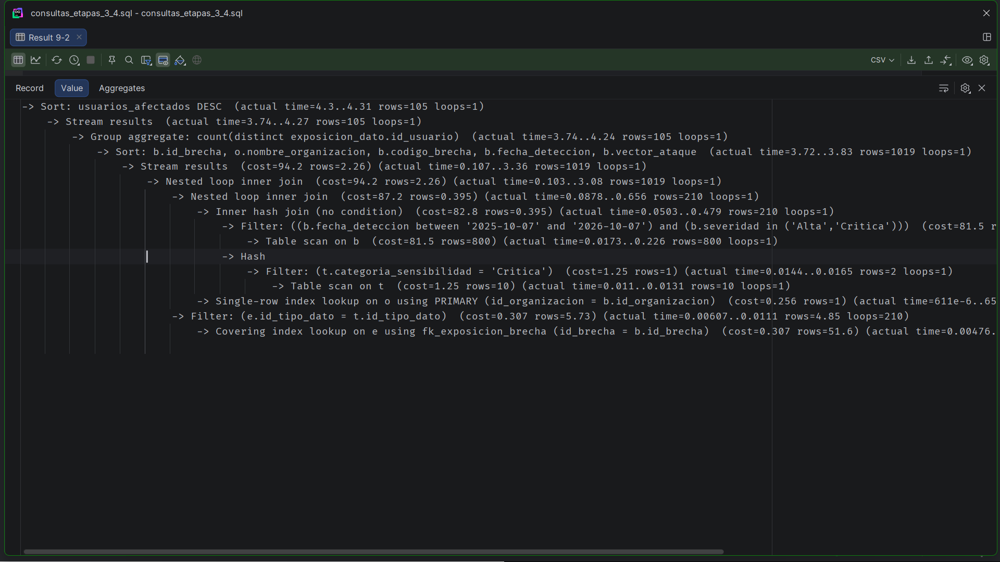 consultas_etapas_3_4.sql - consultas_etapas_3_4.sql
Result 9-2
CSV
Record Value Aggregates
-> Sort: usuarios_afectados DESC  (actual time=4.3..4.31 rows=105 loops=1)
-> Stream results  (actual time=3.74..4.27 rows=105 loops=1)
-> Group aggregate: count(distinct exposicion_dato.id_usuario)  (actual time=3.74..4.24 rows=105 loops=1)
-> Sort: b.id_brecha, o.nombre_organizacion, b.codigo_brecha, b.fecha_deteccion, b.vector_ataque  (actual time=3.72..3.83 rows=1019 loops=1)
-> Stream results  (cost=94.2 rows=2.26) (actual time=0.107..3.36 rows=1019 loops=1)
-> Nested loop inner join  (cost=94.2 rows=2.26) (actual time=0.103..3.08 rows=1019 loops=1)
-> Nested loop inner join  (cost=87.2 rows=0.395) (actual time=0.0878..0.656 rows=210 loops=1)
-> Inner hash join (no condition)  (cost=82.8 rows=0.395) (actual time=0.0503..0.479 rows=210 loops=1)
-> Filter: ((b.fecha_deteccion between '2025-10-07' and '2026-10-07') and (b.severidad in ('Alta','Critica')))  (cost=81.5 r
-> Table scan on b  (cost=81.5 rows=800) (actual time=0.0173..0.226 rows=800 loops=1)
-> Hash
-> Filter: (t.categoria_sensibilidad = 'Critica')  (cost=1.25 rows=1) (actual time=0.0144..0.0165 rows=2 loops=1)
-> Table scan on t  (cost=1.25 rows=10) (actual time=0.011..0.0131 rows=10 loops=1)
-> Single-row index lookup on o using PRIMARY (id_organizacion = b.id_organizacion)  (cost=0.256 rows=1) (actual time=611e-6..65
-> Filter: (e.id_tipo_dato = t.id_tipo_dato)  (cost=0.307 rows=5.73) (actual time=0.00607..0.0111 rows=4.85 loops=210)
-> Covering index lookup on e using fk_exposicion_brecha (id_brecha = b.id_brecha)  (cost=0.307 rows=51.6) (actual time=0.00476.